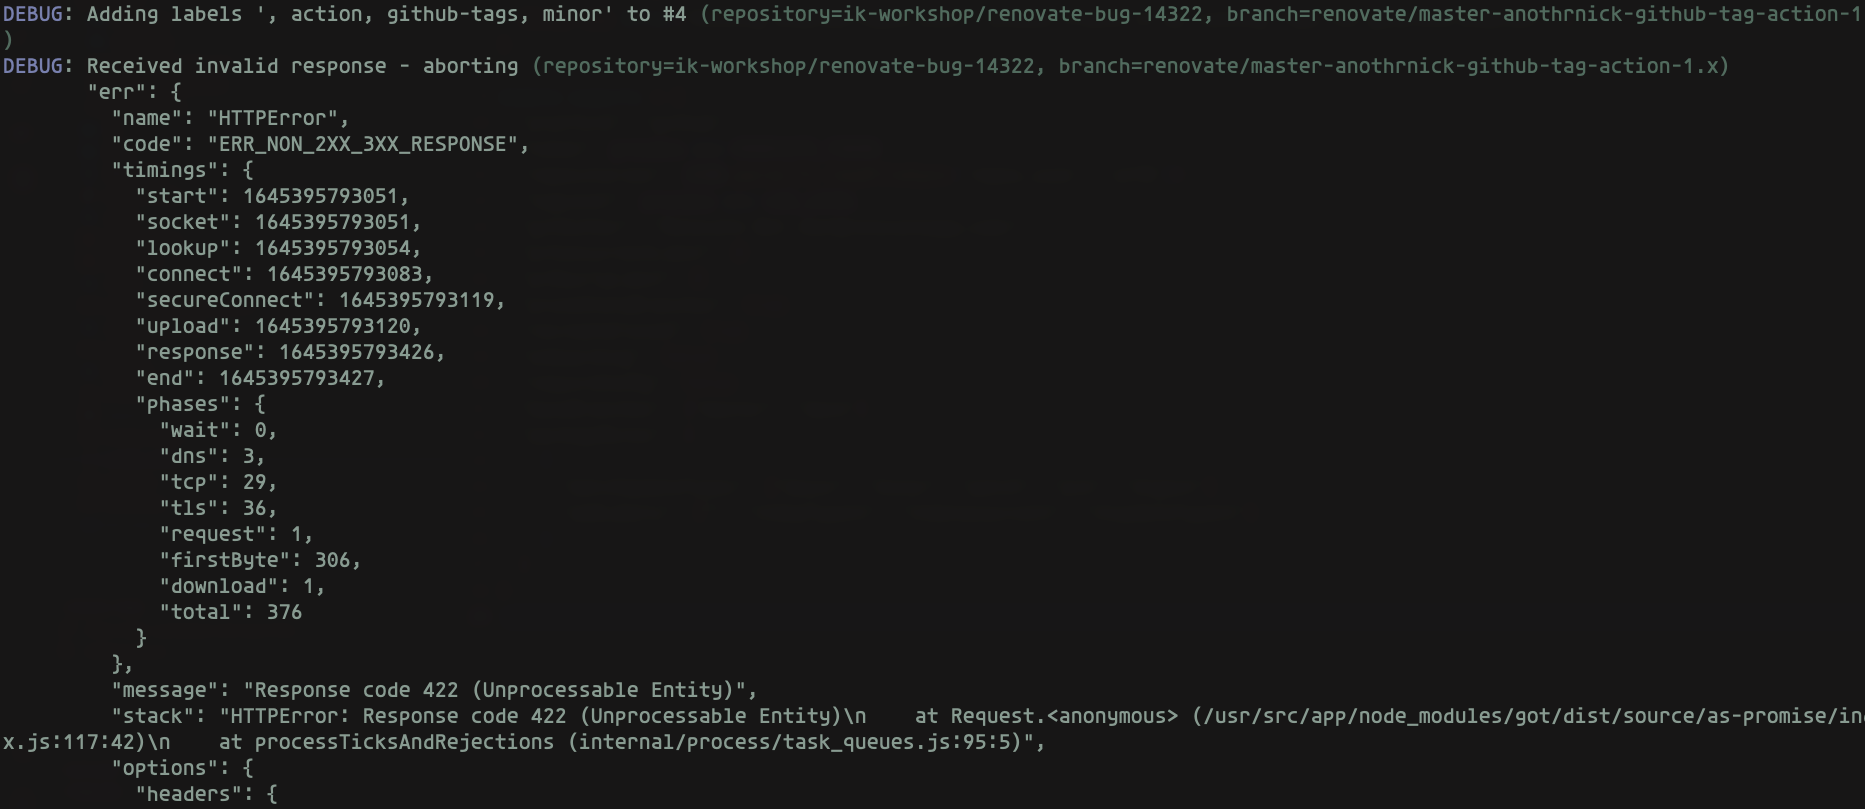 DEBUG: Adding labels ', action, github-tags, minor' to #4 (repository=ik-workshop/renovate-bug-14322, branch=renovate/master-anothrnick-github-tag-action-1
)
DEBUG: Received invalid response - aborting (repository=ik-workshop/renovate-bug-14322, branch=renovate/master-anothrnick-github-tag-action-1.x)
       "err": {
         "name": "HTTPError",
         "code": "ERR_NON_2XX_3XX_RESPONSE",
         "timings": {
           "start": 1645395793051,
           "socket": 1645395793051,
           "lookup": 1645395793054,
           "connect": 1645395793083,
           "secureConnect": 1645395793119,
           "upload": 1645395793120,
           "response": 1645395793426,
           "end": 1645395793427,
           "phases": {
             "wait": 0,
             "dns": 3,
             "tcp": 29,
             "tls": 36,
             "request": 1,
             "firstByte": 306,
             "download": 1,
             "total": 376
           }
         },
         "message": "Response code 422 (Unprocessable Entity)",
         "stack": "HTTPError: Response code 422 (Unprocessable Entity)\n    at Request.<anonymous> (/usr/src/app/node_modules/got/dist/source/as-promise/in
x.js:117:42)\n    at processTicksAndRejections (internal/process/task_queues.js:95:5)",
         "options": {
           "headers": {